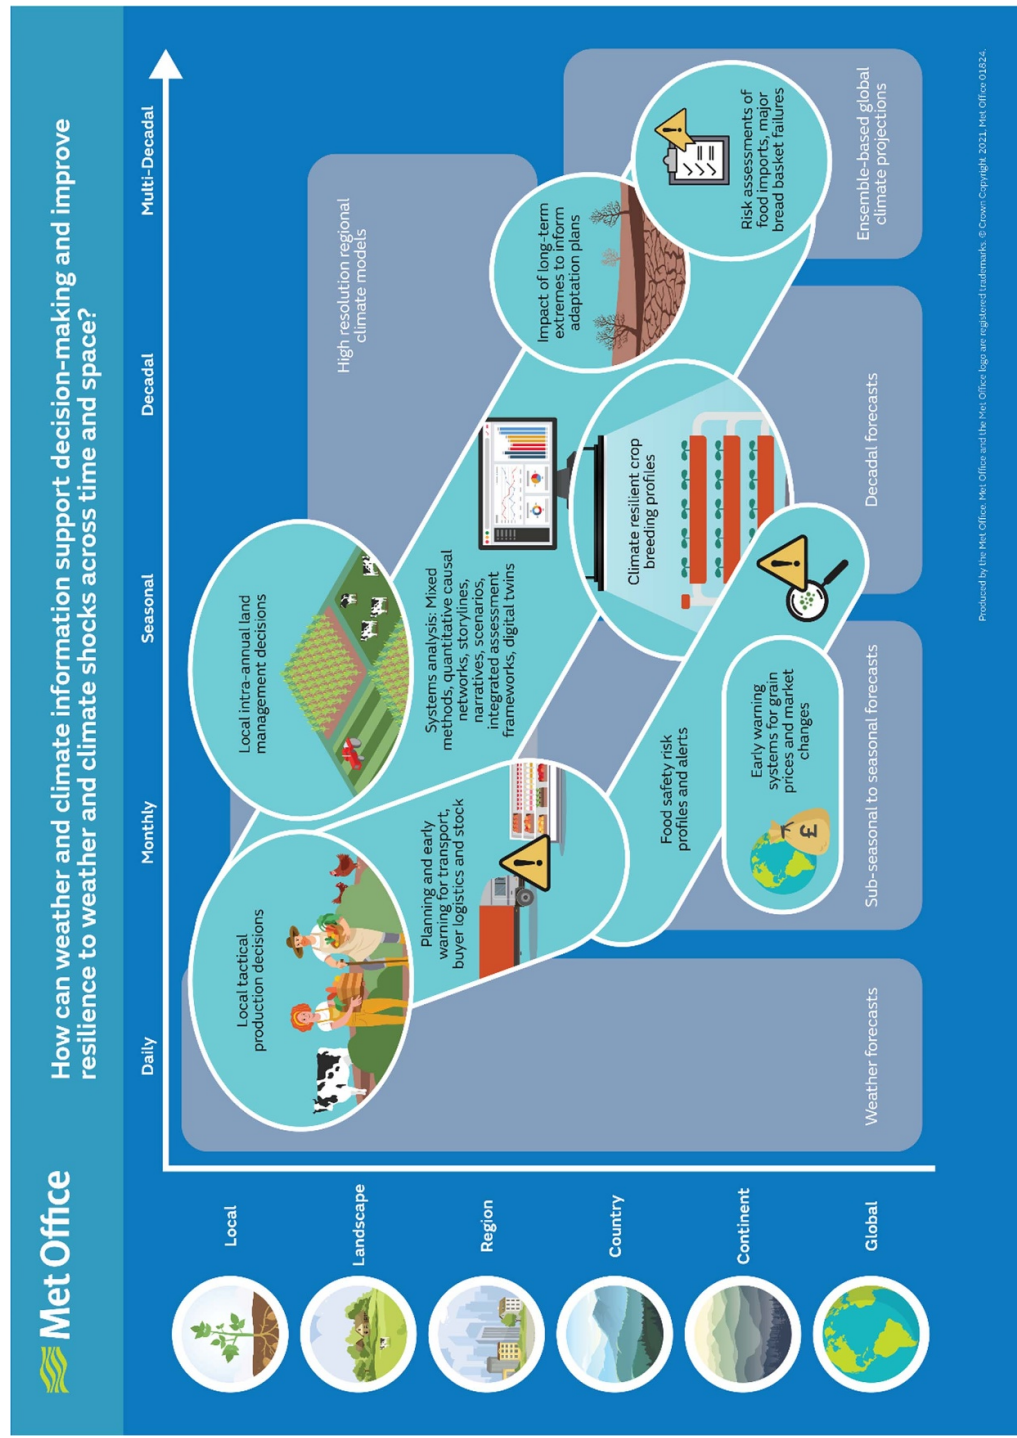 Met Office
How can weather and climate information support decision-making and improve
resilience to weather and climate shocks across time and space?
Daily
Monthly
Seasonal
Decadal
Multi-Decadal
Local
Landscape
Region
Country
Continent
Global
Local tactical
production decisions
Local intra-annual land
management decisions
High resolution regional
climate models
Planning and early
warning for transport,
buyer logistics and stock
Systems analysis: Mixed
methods, quantitative causal
networks, storylines,
narratives, scenarios,
integrated assessment
frameworks, digital twins
Impact of long-term
extremes to inform
adaptation plans
Climate resilient crop
breeding profiles
Risk assessments of
food imports, major
bread basket failures
Food safety risk
profiles and alerts
Early warning
systems for grain
prices and market
changes
£
Weather forecasts
Sub-seasonal to seasonal forecasts
Decadal forecasts
Ensemble-based global
climate projections
Produced by the Met Office. Met Office and the Met Office logo are registered trademarks. © Crown Copyright 2021. Met Office 01824.